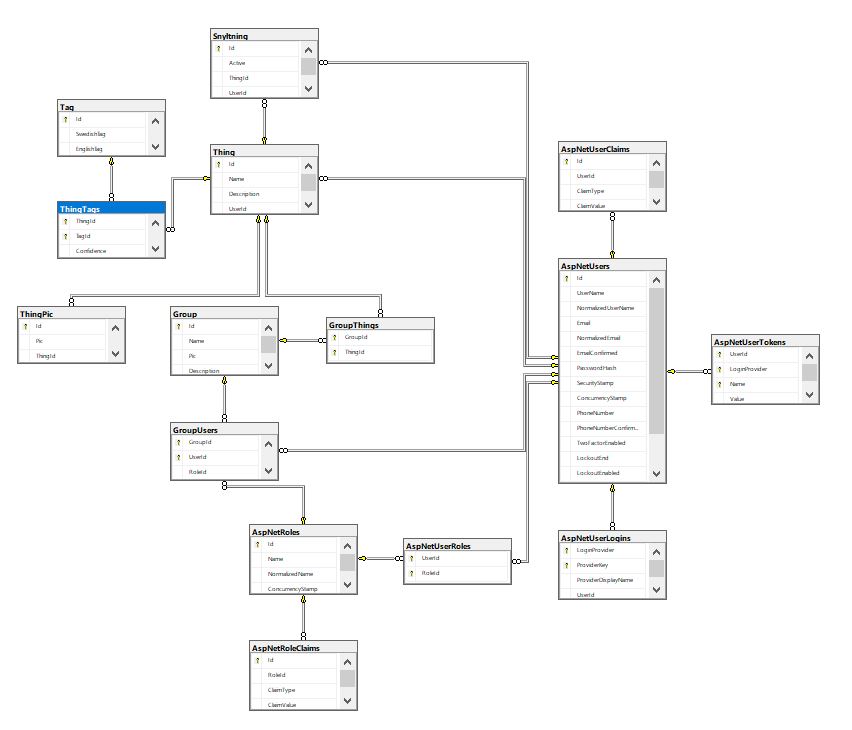 Snyltning
Id
Active
ThingId
UserId
Tag
Id
SwedishTag
EnglishTag
Thing
Id
Name
Description
UserId
AspNetUserClaims
Id
UserId
ClaimType
ClaimValue
ThingTags
ThingId
TagId
Confidence
AspNetUsers
Id
UserName
NormalizedUserName
Email
NormalizedEmail
EmailConfirmed
PasswordHash
SecurityStamp
ConcurrencyStamp
PhoneNumber
PhoneNumberConfirm...
TwoFactorEnabled
LockoutEnd
LockoutEnabled
ThingPic
Id
Pic
ThingId
Group
Id
Name
Pic
Description
GroupThings
GroupId
ThingId
AspNetUserTokens
UserId
LoginProvider
Name
Value
GroupUsers
GroupId
UserId
RoleId
AspNetRoles
Id
Name
NormalizedName
ConcurrencyStamp
AspNetUserRoles
UserId
RoleId
AspNetUserLogins
LoginProvider
ProviderKey
ProviderDisplayName
UserId
AspNetRoleClaims
Id
RoleId
ClaimType
ClaimValue